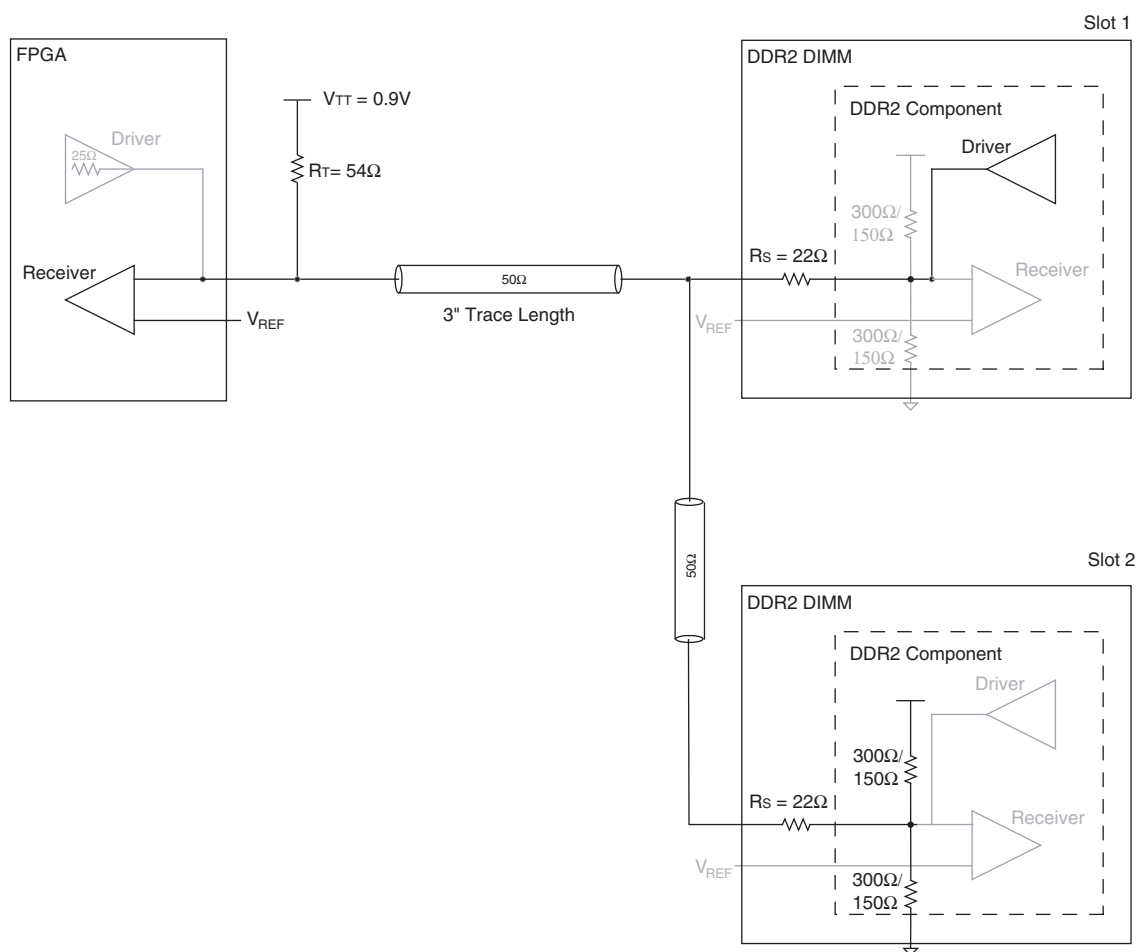 Slot 1
FPGA
DDR2 DIMM
VTT = 0.9V
DDR2 Component
Driver
25Ω
Driver
RT= 54Ω
300Ω/
150Ω
Receiver
RS = 22Ω
Receiver
50Ω
3" Trace Length
VREF
VREF
300Ω/
150Ω
50Ω
Slot 2
DDR2 DIMM
DDR2 Component
Driver
300Ω/
150Ω
RS = 22Ω
Receiver
VREF
300Ω/
150Ω